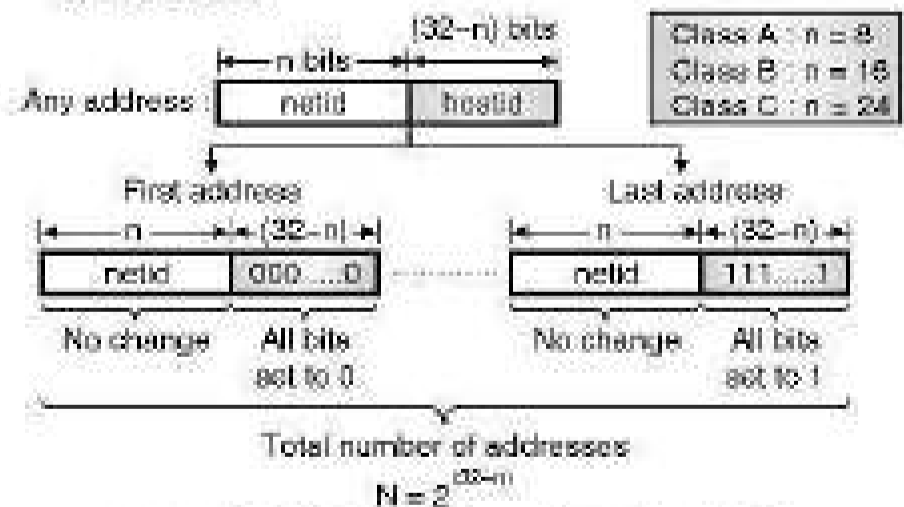 (32–n) bits
n bits
Class A : n = 8
Class B : n = 16
Class C : n = 24
Any address :
netid
hostid
First address
Last address
n
(32–n)
n
(32–n)
netid
000.....0
netid
111.....1
No change
All bits
set to 0
No change
All bits
set to 1
Total number of addresses
N = 2^(32–n)